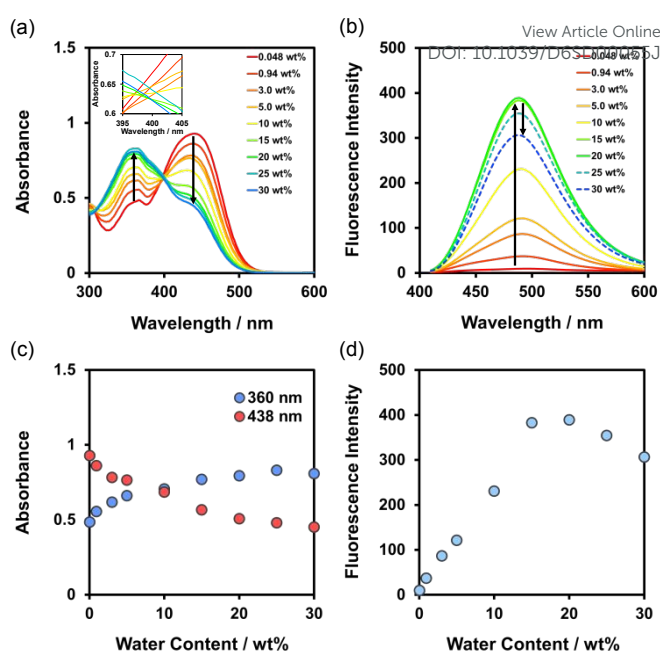 View Article Online
(a)
1.5
1
0.5
0
300
400
500
600
Absorbance
Wavelength / nm
0.7
0.65
0.6
395
400
405
Absorbance
Wavelength / nm
0.048 wt%
0.94 wt%
3.0 wt%
5.0 wt%
10 wt%
15 wt%
20 wt%
25 wt%
30 wt%
(b)
500
400
300
200
100
0
400
450
500
550
600
Fluorescence Intensity
Wavelength / nm
0.048 wt%
0.94 wt%
3.0 wt%
5.0 wt%
10 wt%
15 wt%
20 wt%
25 wt%
30 wt%
(c)
1.5
1
0.5
0
0
10
20
30
Absorbance
Water Content / wt%
360 nm
438 nm
(d)
500
400
300
200
100
0
0
10
20
30
Fluorescence Intensity
Water Content / wt%